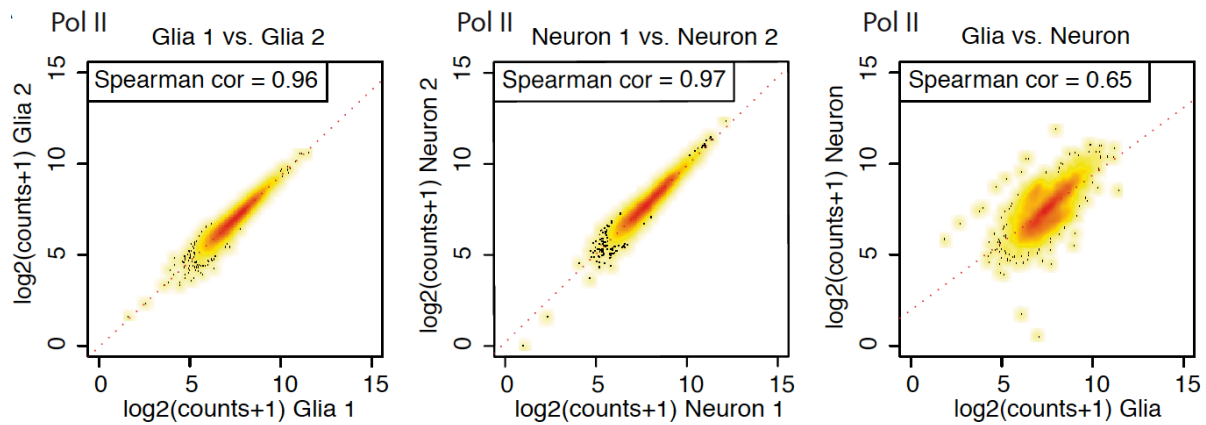 Pol II
Glia 1 vs. Glia 2
Spearman cor = 0.96
log2(counts+1) Glia 2
15
10
5
0
0 5 10 15
log2(counts+1) Glia 1
Pol II
Neuron 1 vs. Neuron 2
Spearman cor = 0.97
log2(counts+1) Neuron 2
15
10
5
0
0 5 10 15
log2(counts+1) Neuron 1
Pol II
Glia vs. Neuron
Spearman cor = 0.65
log2(counts+1) Neuron
15
10
5
0
0 5 10 15
log2(counts+1) Glia